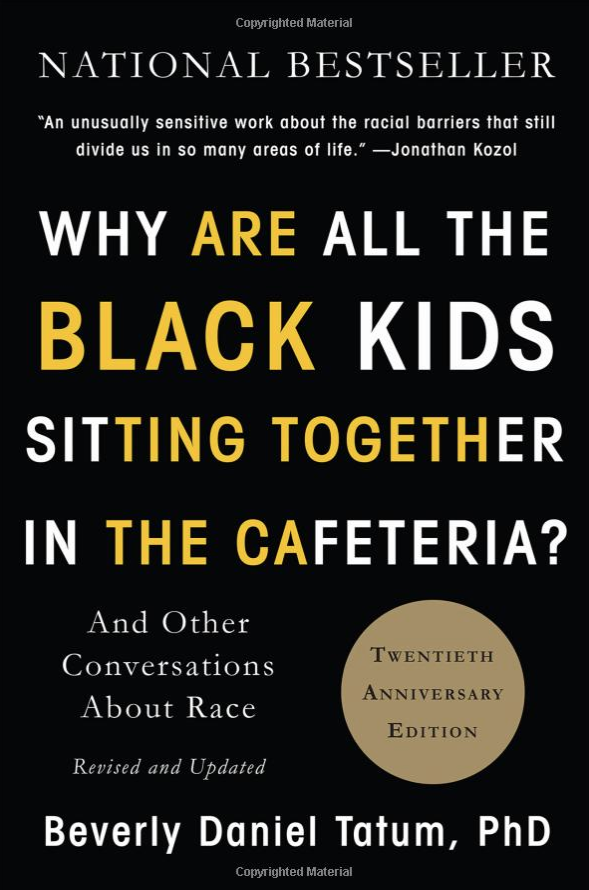 Copyrighted Material
NATIONAL BESTSELLER
"An unusually sensitive work about the racial barriers that still
divide us in so many areas of life." —Jonathan Kozol
WHY ARE ALL THE
BLACK KIDS
SITTING TOGETHER
IN THE CAFETERIA?
And Other
Conversations
About Race
Revised and Updated
TWENTIETH
ANNIVERSARY
EDITION
Beverly Daniel Tatum, PhD
Copyrighted Material